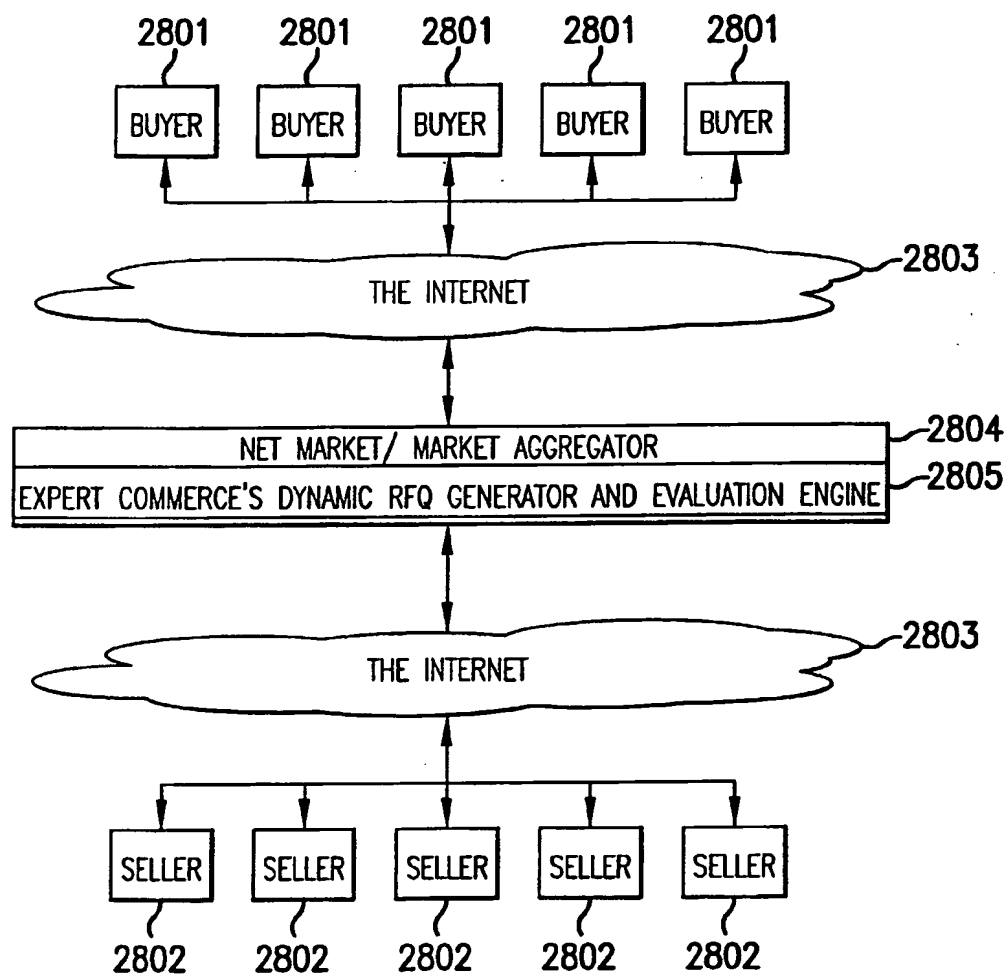 2801 2801 2801 2801 2801
BUYER BUYER BUYER BUYER BUYER
2803
THE INTERNET
2804
NET MARKET/ MARKET AGGREGATOR
2805
EXPERT COMMERCE'S DYNAMIC RFQ GENERATOR AND EVALUATION ENGINE
2803
THE INTERNET
SELLER SELLER SELLER SELLER SELLER
2802 2802 2802 2802 2802